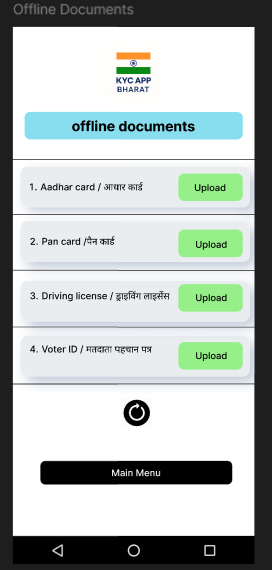 Offline Documents
KYC APP
BHARAT
offline documents
1. Aadhar card / आधार कार्ड
Upload
2. Pan card /पैन कार्ड
Upload
3. Driving license / ड्राइविंग लाइसेंस
Upload
4. Voter ID / मतदाता पहचान पत्र
Upload
Main Menu